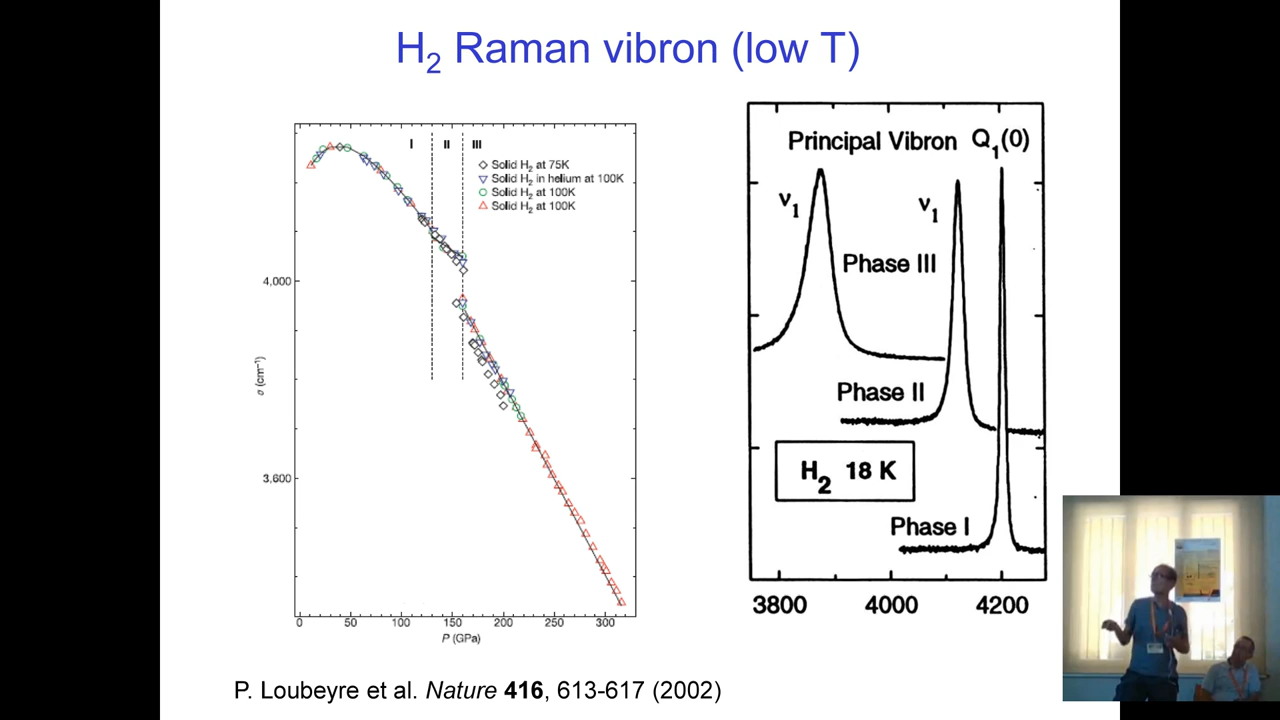 H2 Raman vibron (low T)
I II III
Solid H2 at 75K
Solid H2 in helium at 100K
Solid H2 at 100K
Solid H2 at 100K
4,000
3,600
σ (cm⁻¹)
0 50 100 150 200 250 300
P (GPa)
Principal Vibron Q1(0)
ν1 ν1
Phase III
Phase II
H2 18 K
Phase I
3800 4000 4200
P. Loubeyre et al. Nature 416, 613-617 (2002)